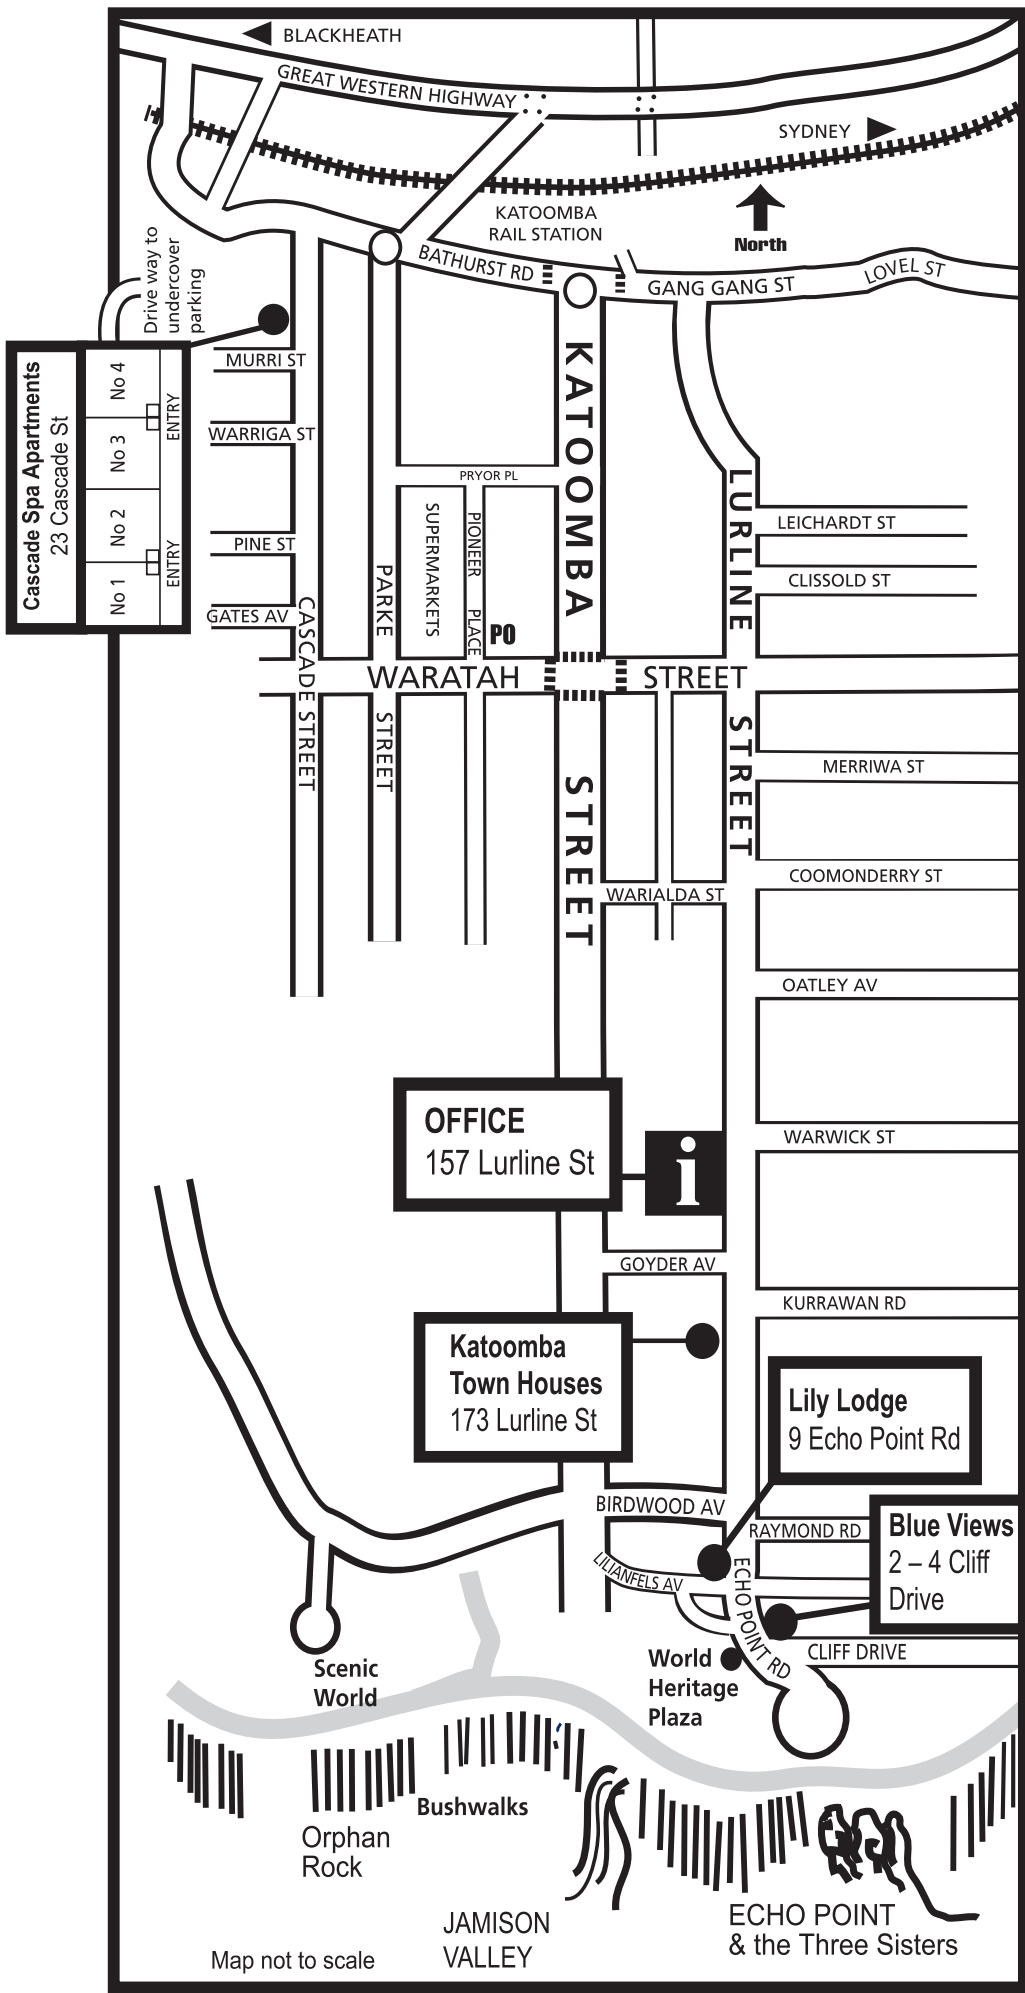 BLACKHEATH
GREAT WESTERN HIGHWAY
SYDNEY
KATOOMBA
RAIL STATION
North
BATHURST RD
GANG GANG ST
LOVEL ST
Drive way to
undercover
parking
Cascade Spa Apartments
23 Cascade St
No 4
No 3
No 2
No 1
ENTRY
ENTRY
MURRI ST
WARRIGA ST
PINE ST
GATES AV
CASCADE STREET
PARKE STREET
SUPERMARKETS
PRYOR PL
PIONEER PLACE
PO
KATOOMBA STREET
LURLINE STREET
LEICHARDT ST
CLISSOLD ST
WARATAH STREET
MERRIWA ST
COOMONDERRY ST
WARIALDA ST
OATLEY AV
OFFICE
157 Lurline St
i
WARWICK ST
GOYDER AV
KURRAWAN RD
Katoomba
Town Houses
173 Lurline St
Lily Lodge
9 Echo Point Rd
BIRDWOOD AV
RAYMOND RD
Blue Views
2 – 4 Cliff
Drive
LILIANFELS AV
ECHO POINT RD
CLIFF DRIVE
Scenic
World
World
Heritage
Plaza
Bushwalks
Orphan
Rock
JAMISON
VALLEY
ECHO POINT
& the Three Sisters
Map not to scale